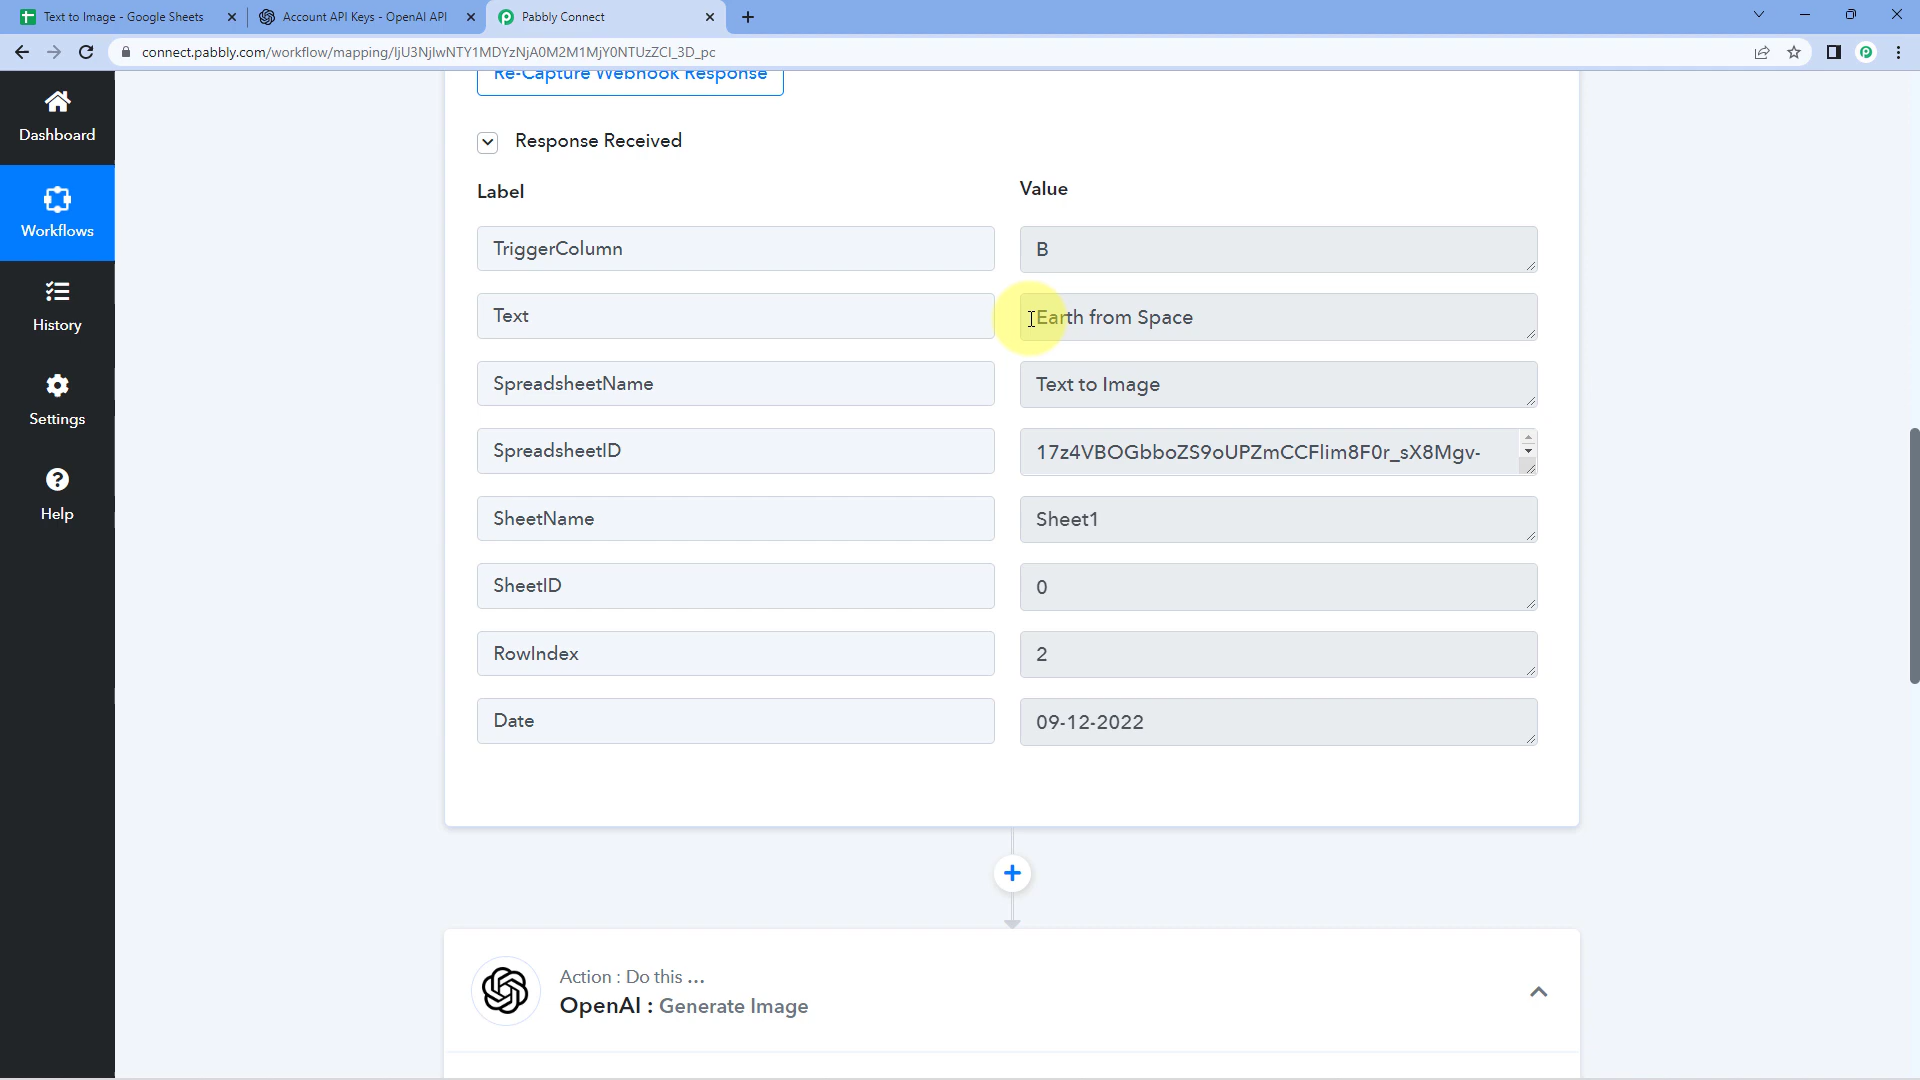 Text to Image - Google Sheets
Account API Keys - OpenAI API
Pabbly Connect
connect.pabbly.com/workflow/mapping/IjU3NjIwNTY1MDYzNjA0M2M1MjY0NTUzZCI_3D_pc
Re-Capture Webhook Response
Dashboard
Response Received
Label
Value
Workflows
TriggerColumn
B
History
Text
Earth from Space
Settings
SpreadsheetName
Text to Image
SpreadsheetID
17z4VBOGbboZS9oUPZmCCFlim8F0r_sX8Mgv-
Help
SheetName
Sheet1
SheetID
0
RowIndex
2
Date
09-12-2022
Action : Do this ...
OpenAI : Generate Image